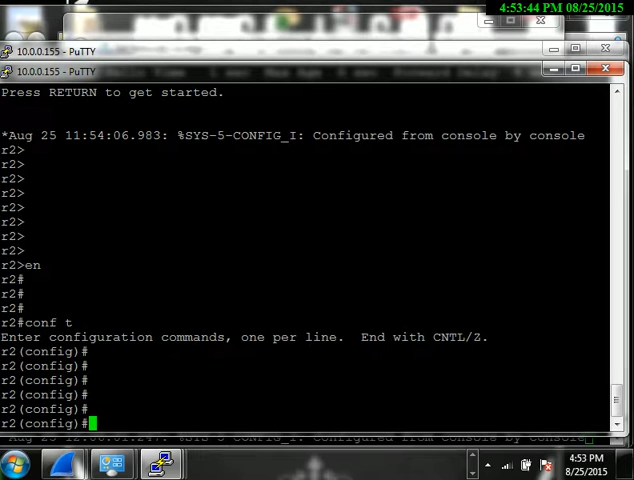 4:53:44 PM 08/25/2015
10.0.0.155 - PuTTY
10.0.0.155 - PuTTY
Press RETURN to get started.
*Aug 25 11:54:06.983: %SYS-5-CONFIG_I: Configured from console by console
r2>
r2>
r2>
r2>
r2>
r2>
r2>
r2>
r2>en
r2#
r2#
r2#
r2#conf t
Enter configuration commands, one per line.  End with CNTL/Z.
r2(config)#
r2(config)#
r2(config)#
r2(config)#
r2(config)#
r2(config)#
4:53 PM
8/25/2015